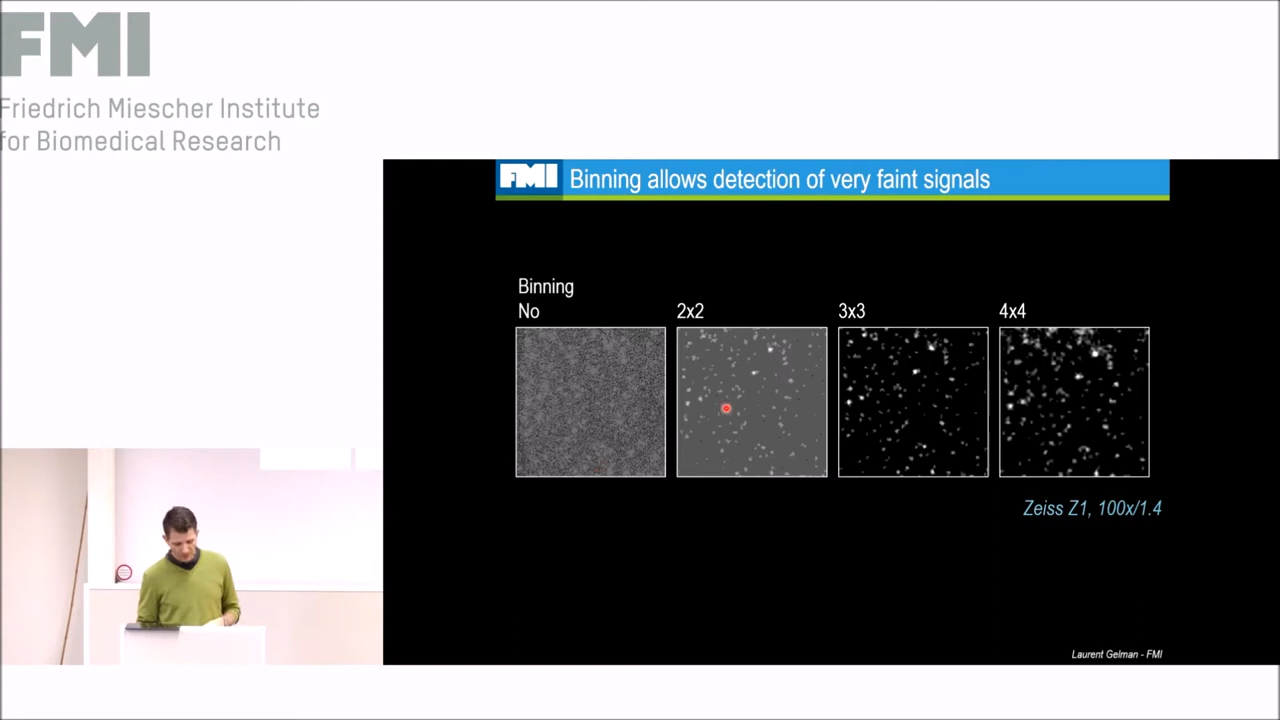 FMI
Friedrich Miescher Institute
for Biomedical Research
FMI Binning allows detection of very faint signals
Binning
No 2x2 3x3 4x4
Zeiss Z1, 100x/1.4
Laurent Gelman - FMI